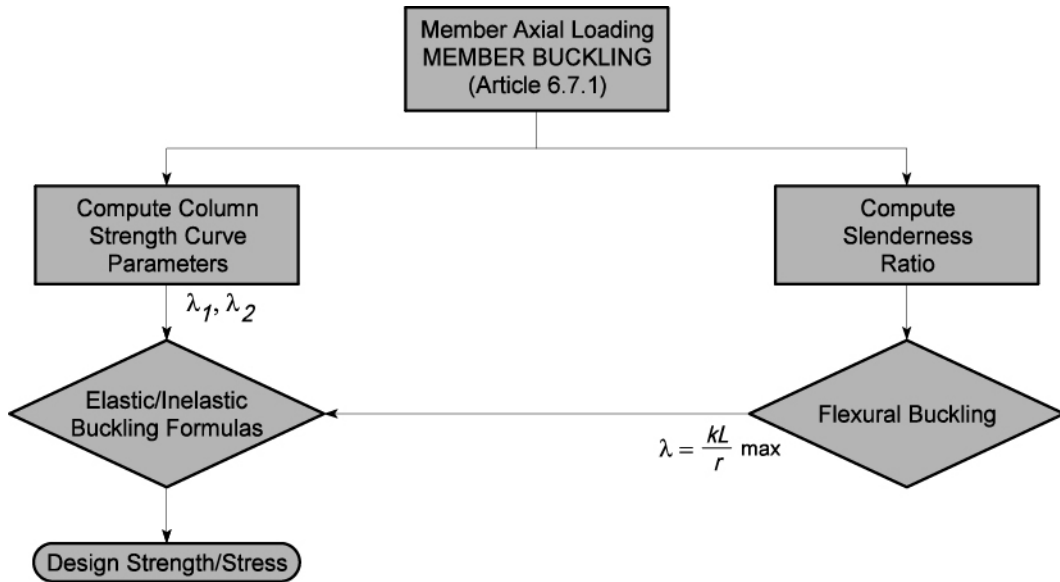 Member Axial Loading
MEMBER BUCKLING
(Article 6.7.1)
Compute Column
Strength Curve
Parameters
Compute
Slenderness
Ratio
λ1, λ2
Elastic/Inelastic
Buckling Formulas
Flexural Buckling
λ = kL/r max
Design Strength/Stress